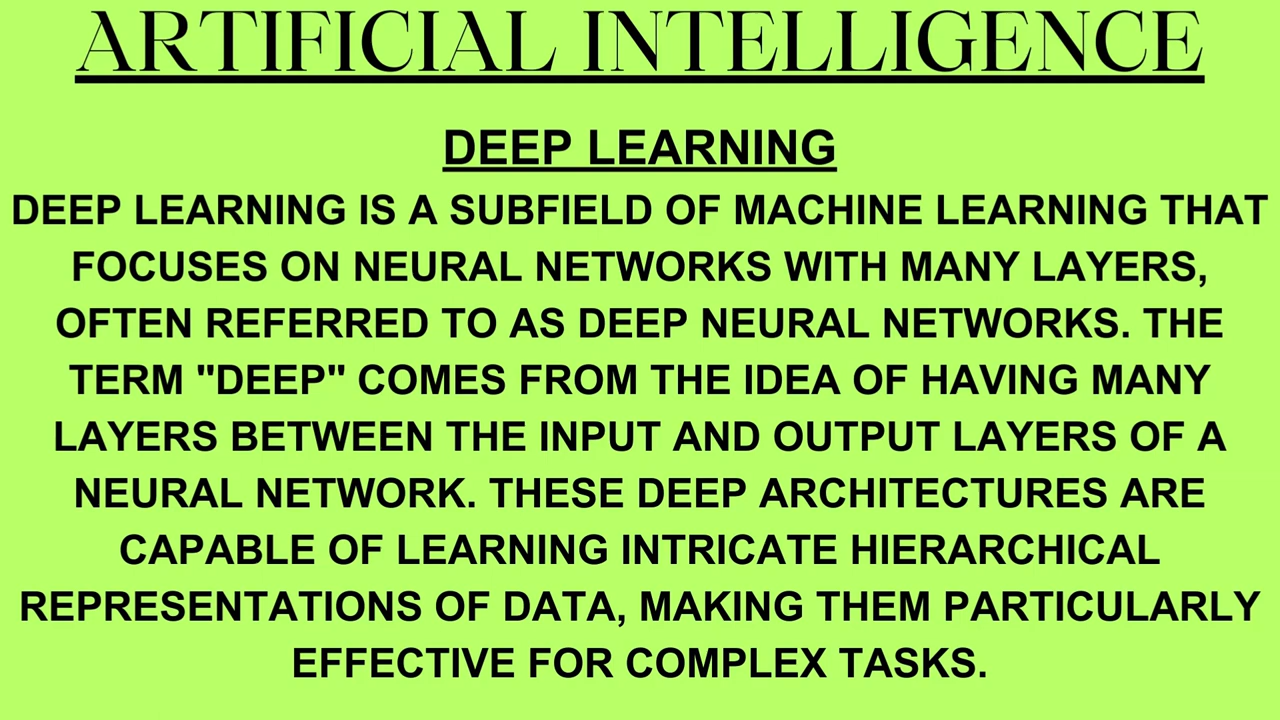 ARTIFICIAL INTELLIGENCE
DEEP LEARNING
DEEP LEARNING IS A SUBFIELD OF MACHINE LEARNING THAT
FOCUSES ON NEURAL NETWORKS WITH MANY LAYERS,
OFTEN REFERRED TO AS DEEP NEURAL NETWORKS. THE
TERM "DEEP" COMES FROM THE IDEA OF HAVING MANY
LAYERS BETWEEN THE INPUT AND OUTPUT LAYERS OF A
NEURAL NETWORK. THESE DEEP ARCHITECTURES ARE
CAPABLE OF LEARNING INTRICATE HIERARCHICAL
REPRESENTATIONS OF DATA, MAKING THEM PARTICULARLY
EFFECTIVE FOR COMPLEX TASKS.